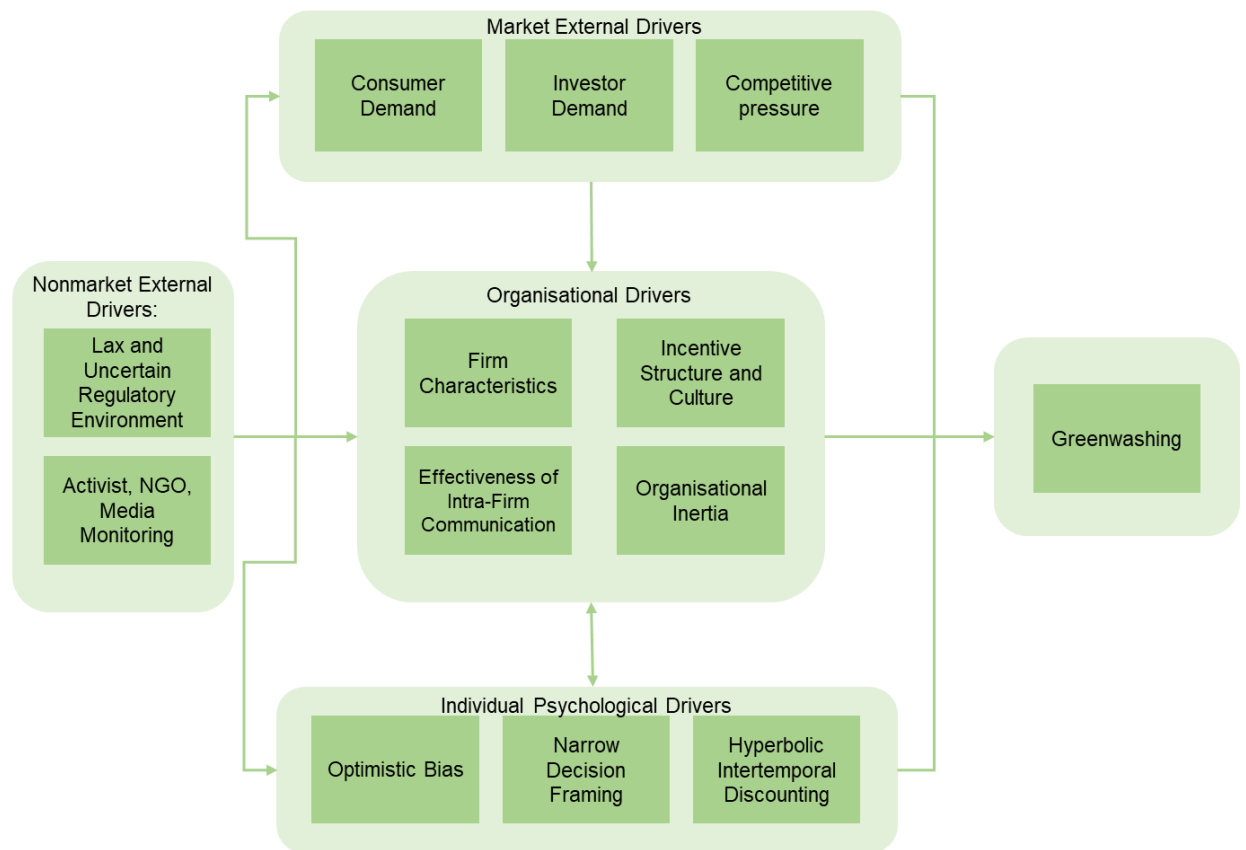 Market External Drivers
Consumer
Demand
Investor
Demand
Competitive
pressure
Nonmarket External
Drivers:
Lax and
Uncertain
Regulatory
Environment
Activist, NGO,
Media
Monitoring
Organisational Drivers
Firm
Characteristics
Incentive
Structure and
Culture
Effectiveness of
Intra-Firm
Communication
Organisational
Inertia
Greenwashing
Individual Psychological Drivers
Optimistic Bias
Narrow
Decision
Framing
Hyperbolic
Intertemporal
Discounting